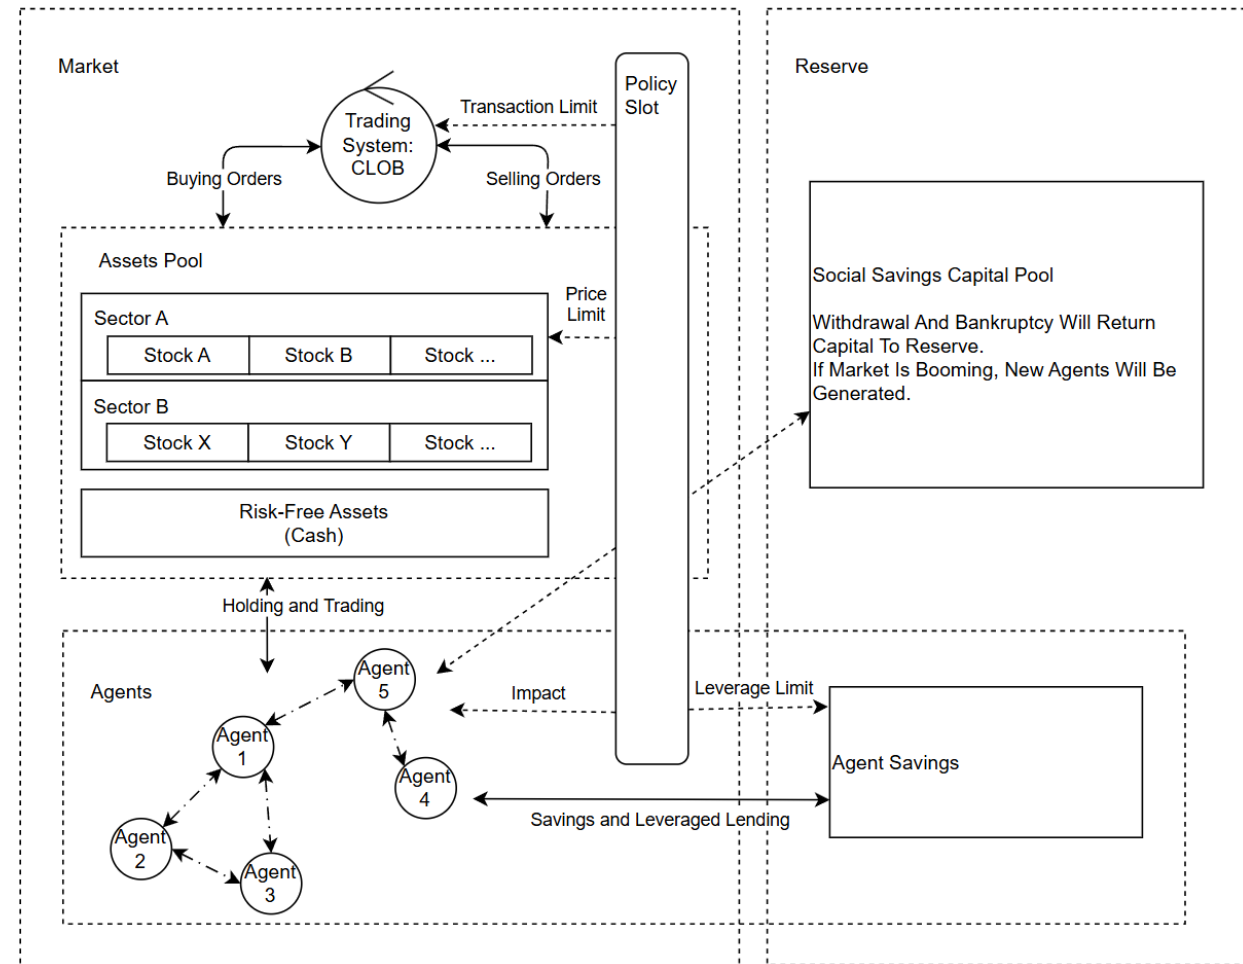 Market
Reserve
Policy
Slot
Transaction Limit
Trading
System:
CLOB
Buying Orders
Selling Orders
Assets Pool
Price
Limit
Sector A
Stock A
Stock B
Stock ...
Sector B
Stock X
Stock Y
Stock ...
Risk-Free Assets
(Cash)
Social Savings Capital Pool
Withdrawal And Bankruptcy Will Return
Capital To Reserve.
If Market Is Booming, New Agents Will Be
Generated.
Holding and Trading
Agents
Agent
5
Impact
Leverage Limit
Agent
1
Agent
4
Agent Savings
Savings and Leveraged Lending
Agent
2
Agent
3